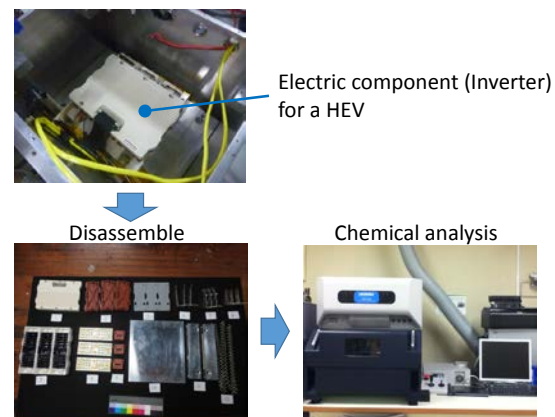 Electric component (Inverter)
for a HEV
Disassemble
Chemical analysis